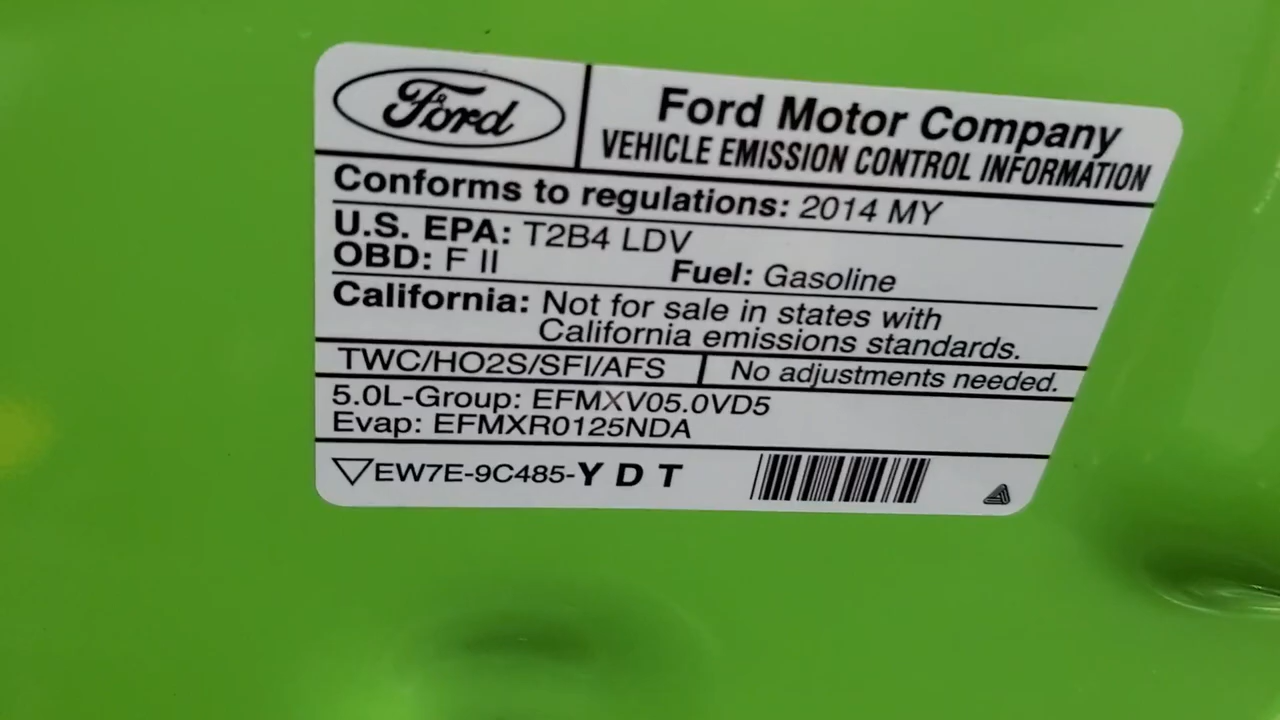 Ford
Ford Motor Company
VEHICLE EMISSION CONTROL INFORMATION
Conforms to regulations: 2014 MY
U.S. EPA: T2B4 LDV
OBD: F II Fuel: Gasoline
California: Not for sale in states with
California emissions standards.
TWC/HO2S/SFI/AFS No adjustments needed.
5.0L-Group: EFMXV05.0VD5
Evap: EFMXR0125NDA
▽EW7E-9C485-Y D T